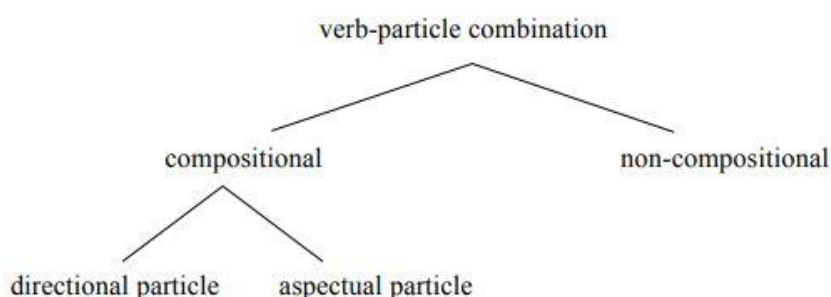 verb-particle combination
compositional non-compositional
directional particle aspectual particle